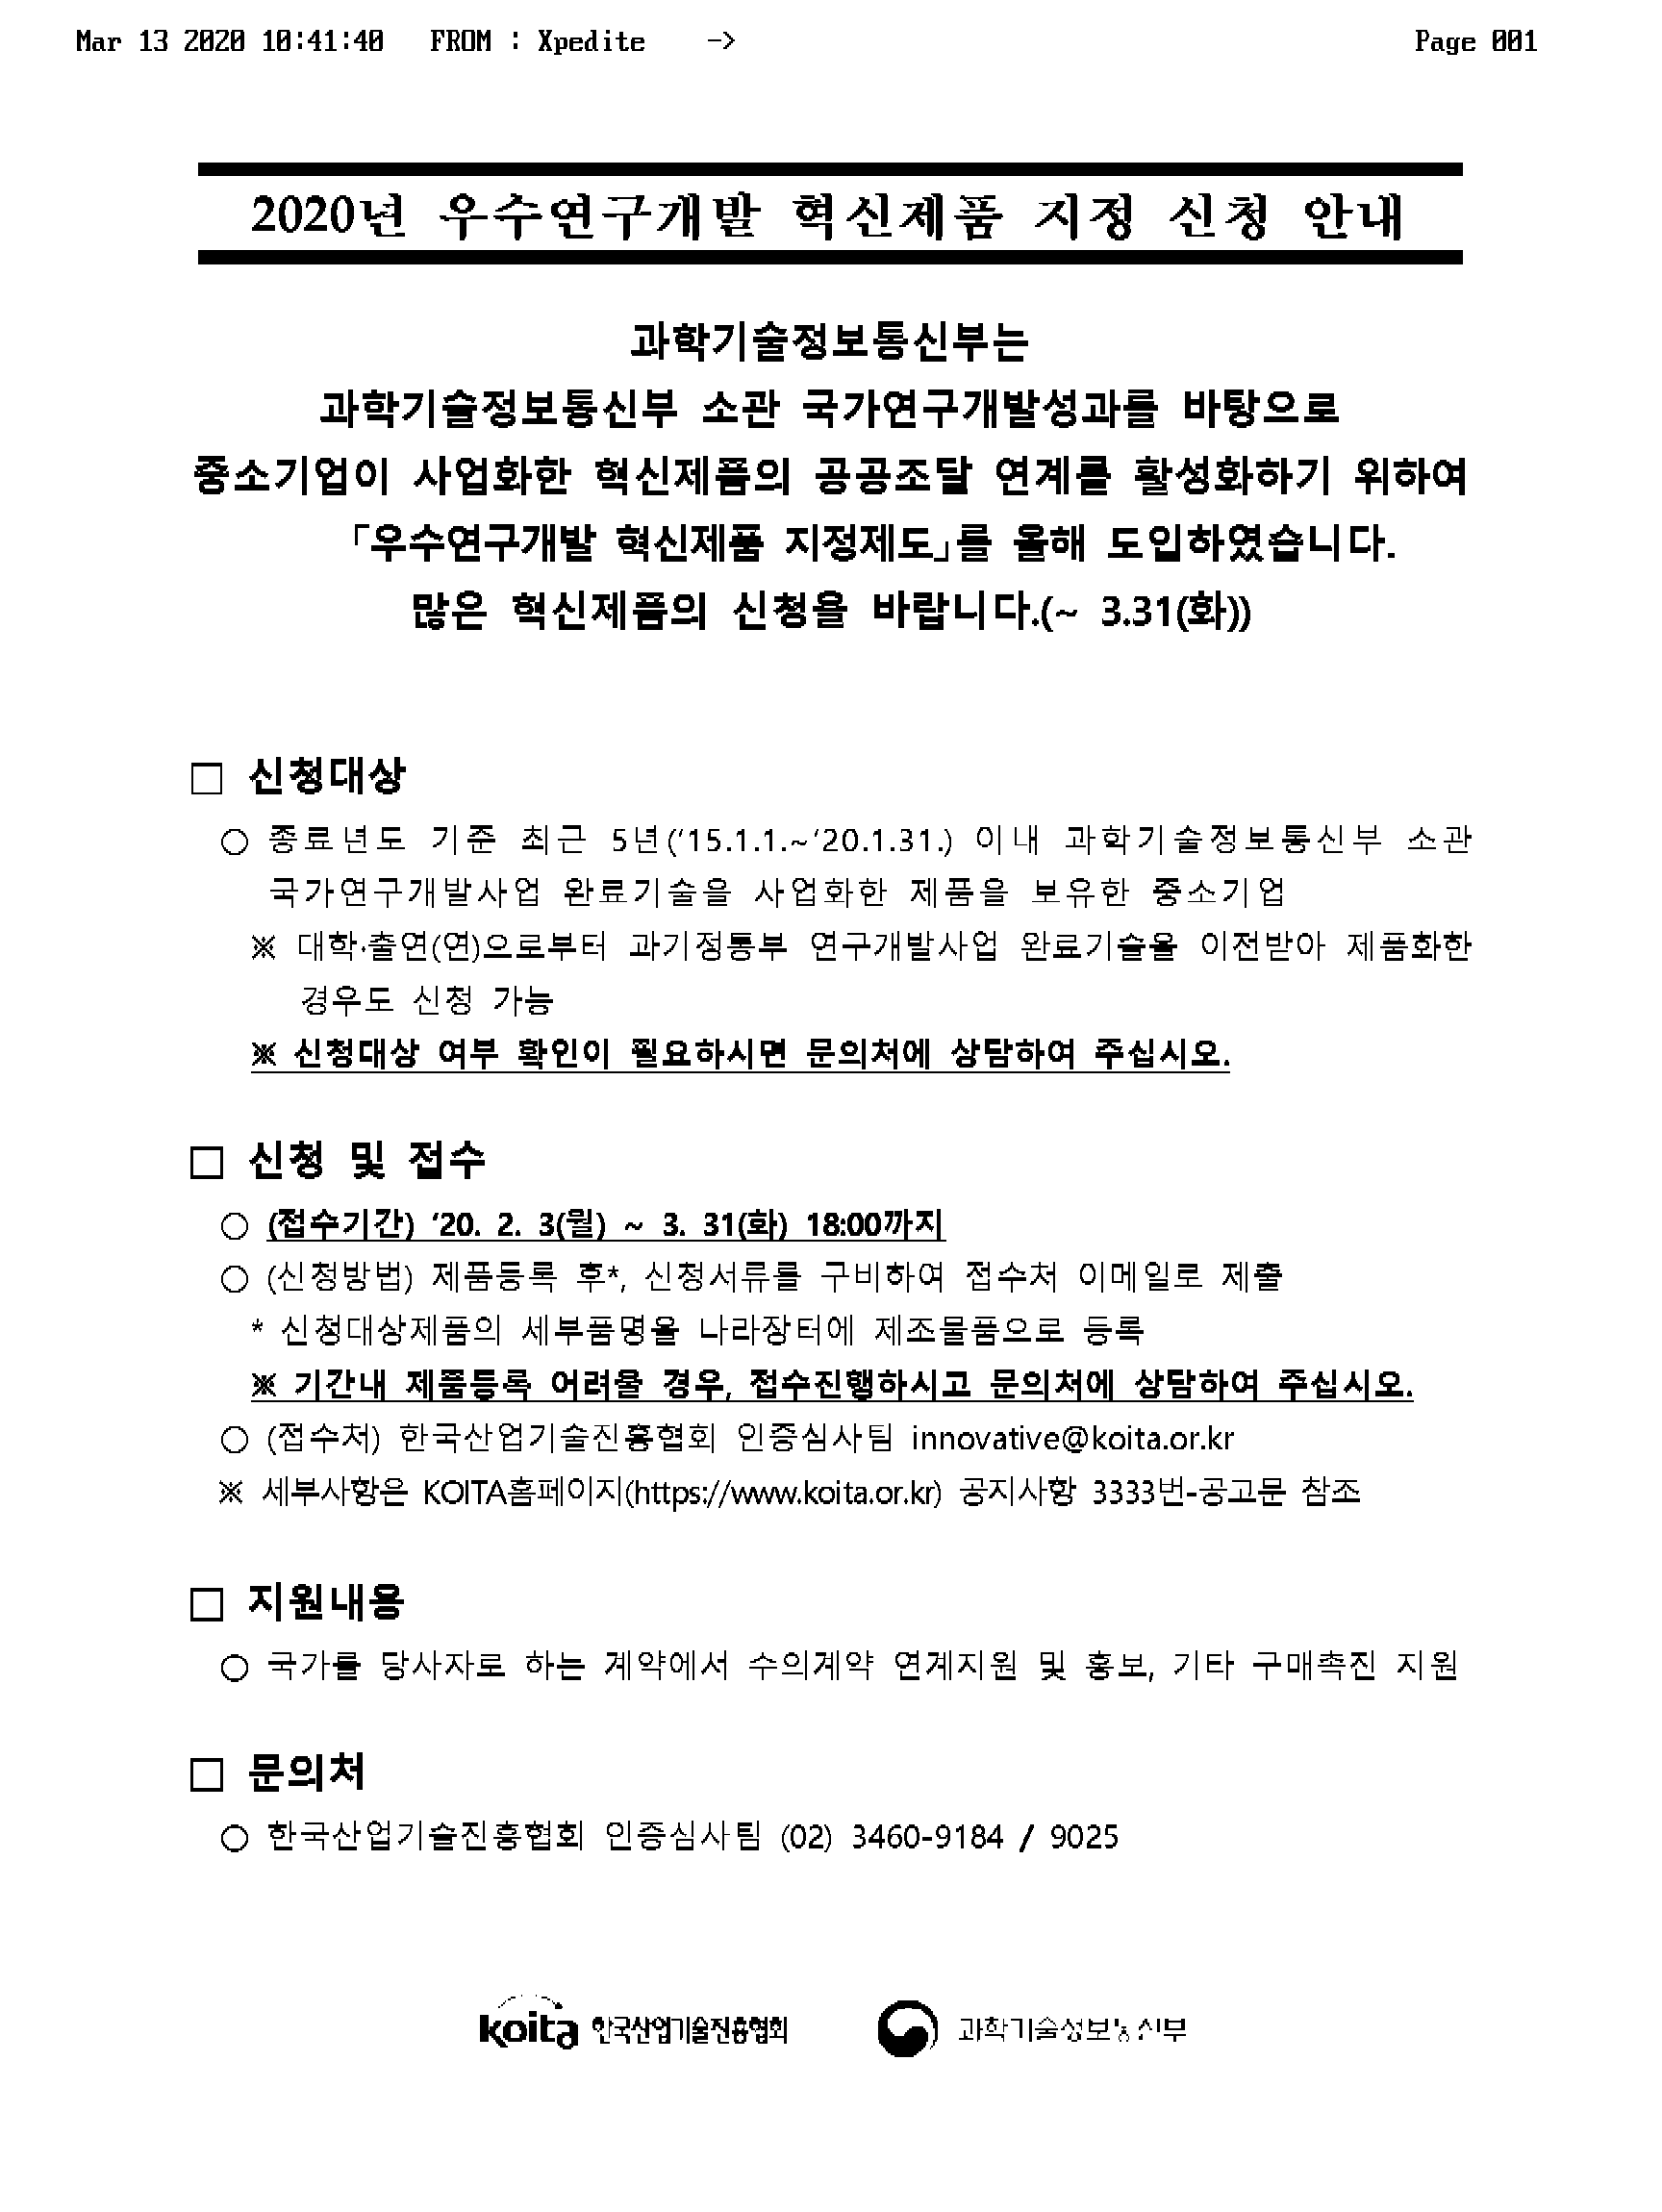 Mar 13 2020 10:41:40 FROM : Xpedite -> Page 001
2020년 우수연구개발 혁신제품 지정 신청 안내
과학기술정보통신부는
과학기술정보통신부 소관 국가연구개발성과를 바탕으로
중소기업이 사업화한 혁신제품의 공공조달 연계를 활성화하기 위하여
｢우수연구개발 혁신제품 지정제도｣를 올해 도입하였습니다.
많은 혁신제품의 신청을 바랍니다.(~ 3.31(화))
□ 신청대상
○ 종료년도 기준 최근 5년(‘15.1.1.~‘20.1.31.) 이내 과학기술정보통신부 소관
국가연구개발사업 완료기술을 사업화한 제품을 보유한 중소기업
※ 대학·출연(연)으로부터 과기정통부 연구개발사업 완료기술을 이전받아 제품화한
경우도 신청 가능
※ 신청대상 여부 확인이 필요하시면 문의처에 상담하여 주십시오.
□ 신청 및 접수
○ (접수기간) ‘20. 2. 3(월) ~ 3. 31(화) 18:00까지
○ (신청방법) 제품등록 후*, 신청서류를 구비하여 접수처 이메일로 제출
* 신청대상제품의 세부품명을 나라장터에 제조물품으로 등록
※ 기간내 제품등록 어려울 경우, 접수진행하시고 문의처에 상담하여 주십시오.
○ (접수처) 한국산업기술진흥협회 인증심사팀 innovative@koita.or.kr
※ 세부사항은 KOITA홈페이지(https://www.koita.or.kr) 공지사항 3333번-공고문 참조
□ 지원내용
○ 국가를 당사자로 하는 계약에서 수의계약 연계지원 및 홍보, 기타 구매촉진 지원
□ 문의처
○ 한국산업기술진흥협회 인증심사팀 (02) 3460-9184 / 9025
koita 한국산업기술진흥협회 과학기술정보통신부